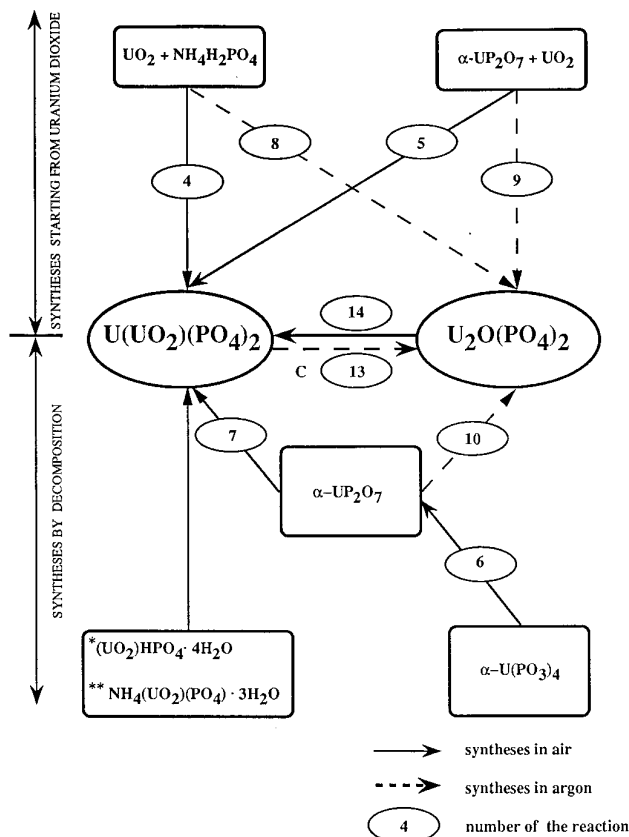 SYNTHESES STARTING FROM URANIUM DIOXIDE
UO₂ + NH₄H₂PO₄
α-UP₂O₇ + UO₂
8
5
4
9
U(UO₂)(PO₄)₂
14
U₂O(PO₄)₂
C
13
SYNTHESES BY DECOMPOSITION
7
10
α–UP₂O₇
6
*(UO₂)HPO₄· 4H₂O
** NH₄(UO₂)(PO₄) · 3H₂O
α–U(PO₃)₄
syntheses in air
syntheses in argon
4
number of the reaction